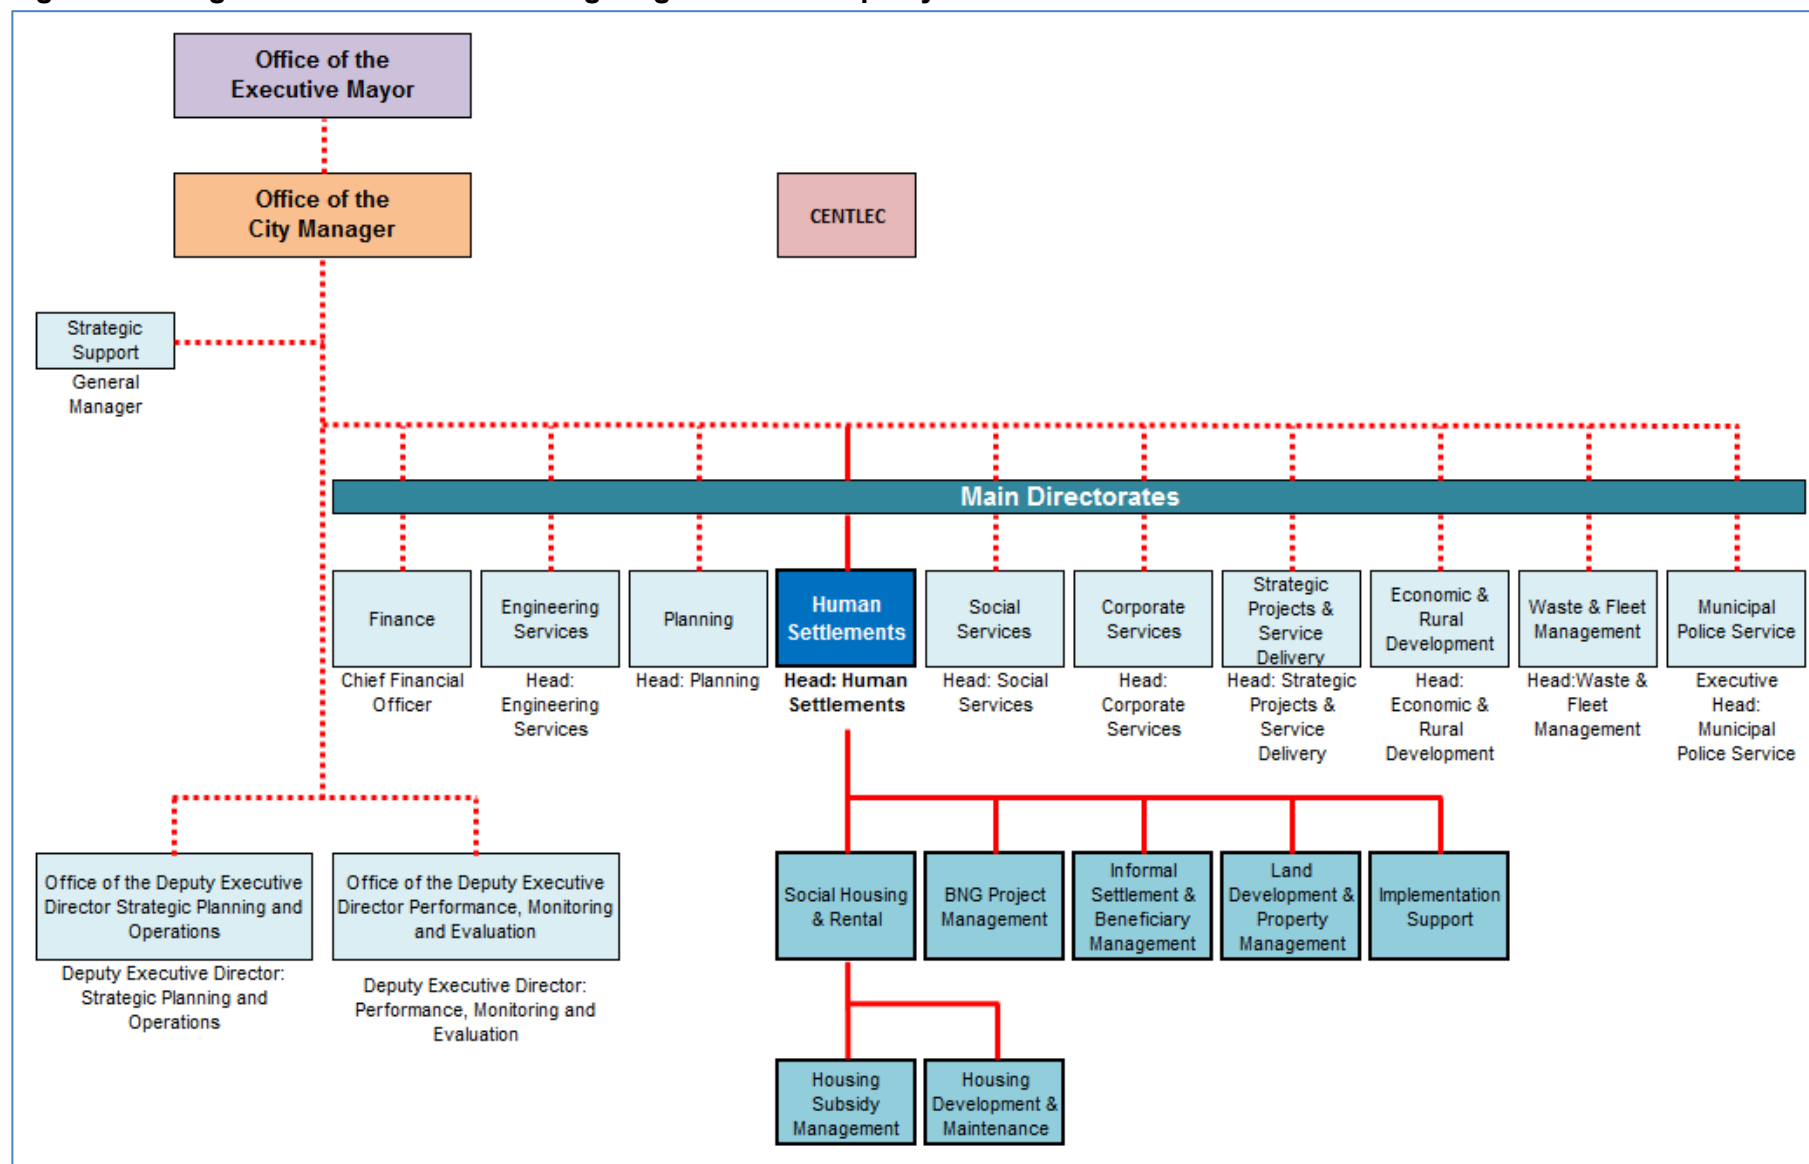 Office of the
Executive Mayor
Office of the
City Manager
CENTLEC
Strategic
Support
General
Manager
Main Directorates
Finance
Chief Financial
Officer
Engineering
Services
Head:
Engineering
Services
Planning
Head: Planning
Human
Settlements
Head: Human
Settlements
Social
Services
Head: Social
Services
Corporate
Services
Head:
Corporate
Services
Strategic
Projects &
Service
Delivery
Head: Strategic
Projects &
Service
Delivery
Economic &
Rural
Development
Head:
Economic &
Rural
Development
Waste & Fleet
Management
Head:Waste &
Fleet
Management
Municipal
Police Service
Executive
Head:
Municipal
Police Service
Office of the Deputy Executive
Director Strategic Planning and
Operations
Deputy Executive Director:
Strategic Planning and
Operations
Office of the Deputy Executive
Director Performance, Monitoring
and Evaluation
Deputy Executive Director:
Performance, Monitoring and
Evaluation
Social Housing
& Rental
BNG Project
Management
Informal
Settlement &
Beneficiary
Management
Land
Development &
Property
Management
Implementation
Support
Housing
Subsidy
Management
Housing
Development &
Maintenance